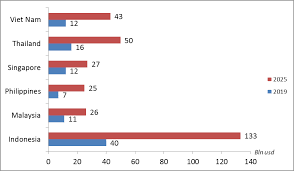 Viet Nam 43
12
Thailand 50
16
Singapore 27
12
Philippines 25
7
Malaysia 26
11
Indonesia 133
40
2025
2019
Bln usd
0 20 40 60 80 100 120 140